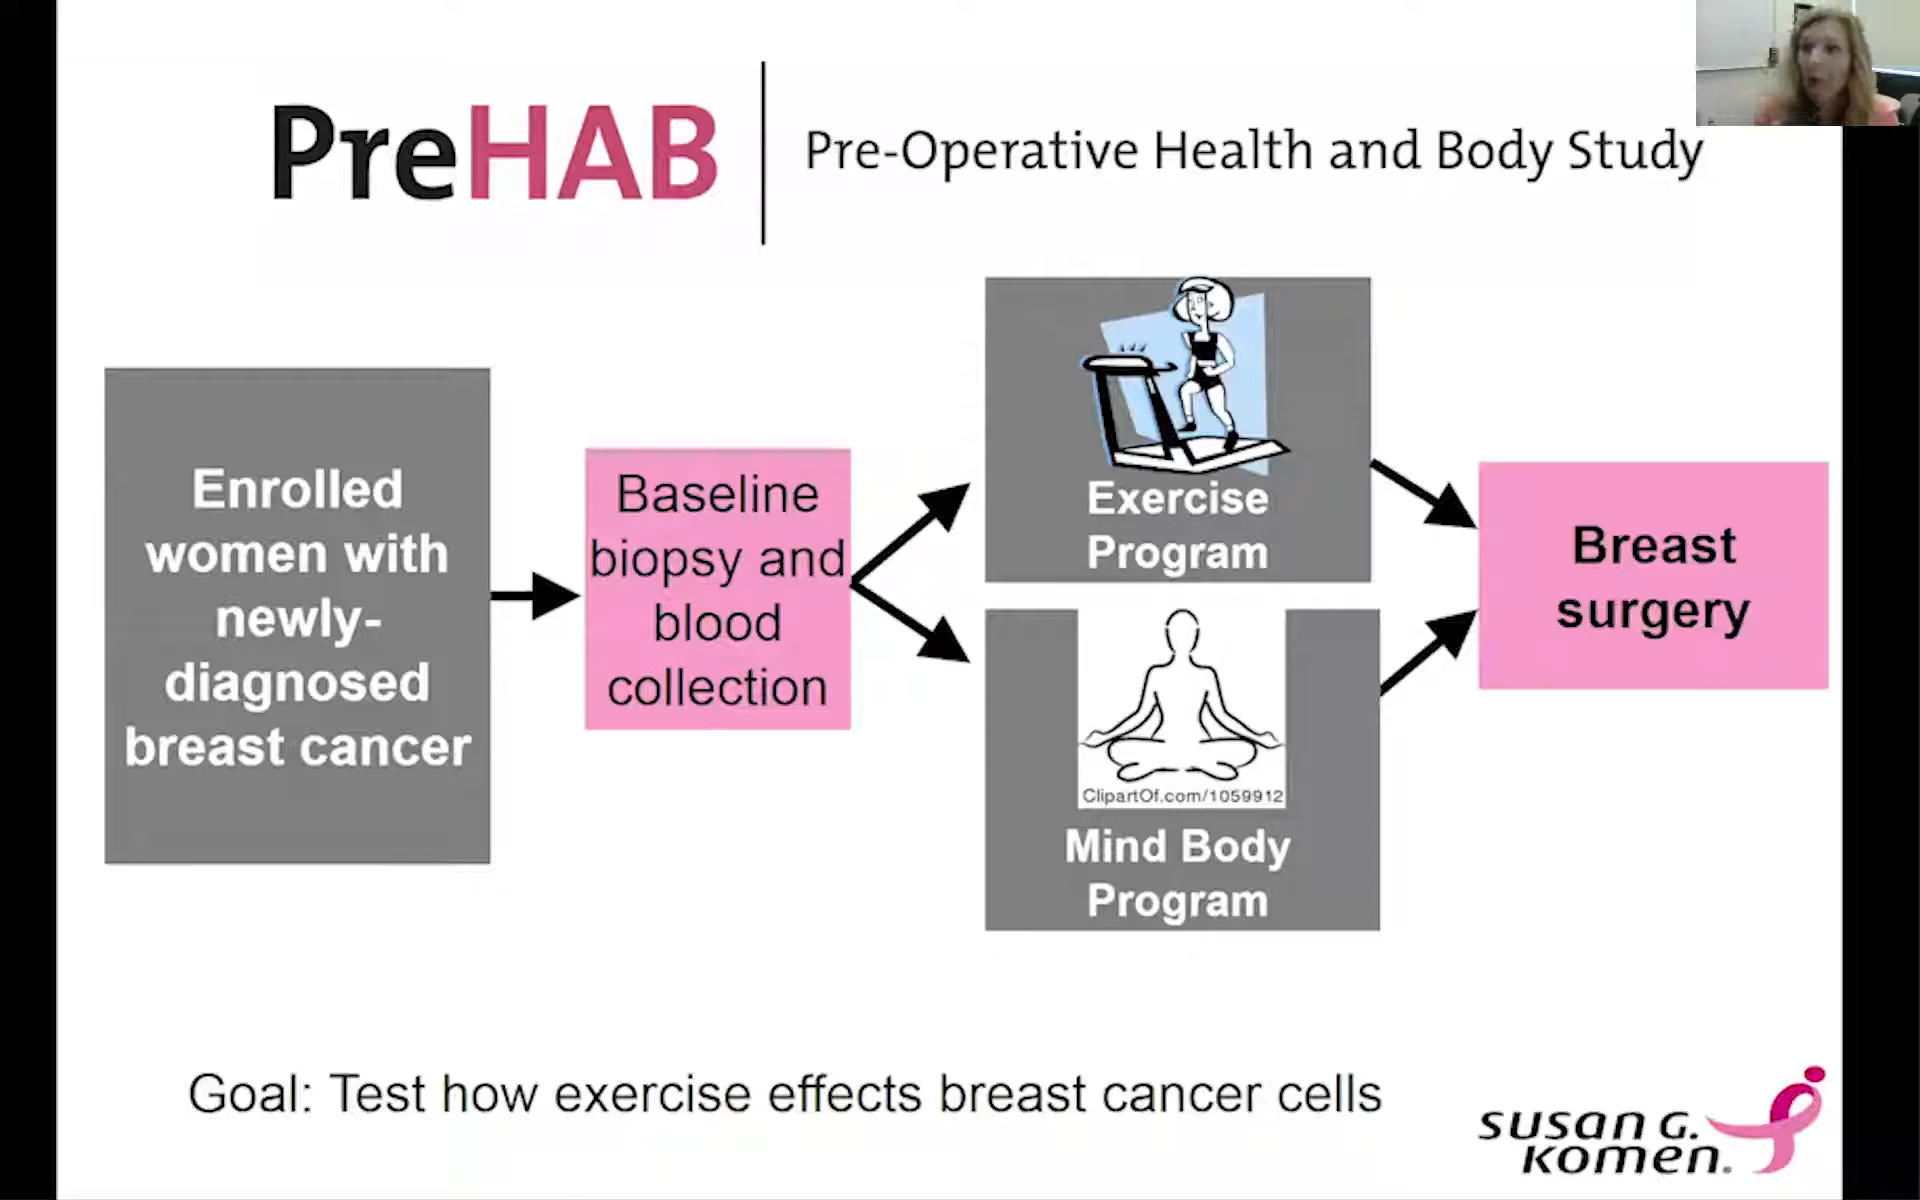 PreHAB
Pre-Operative Health and Body Study
Enrolled
women with
newly-
diagnosed
breast cancer
Baseline
biopsy and
blood
collection
Exercise
Program
ClipartOf.com/1059912
Mind Body
Program
Breast
surgery
Goal: Test how exercise effects breast cancer cells
susan G.
komen.